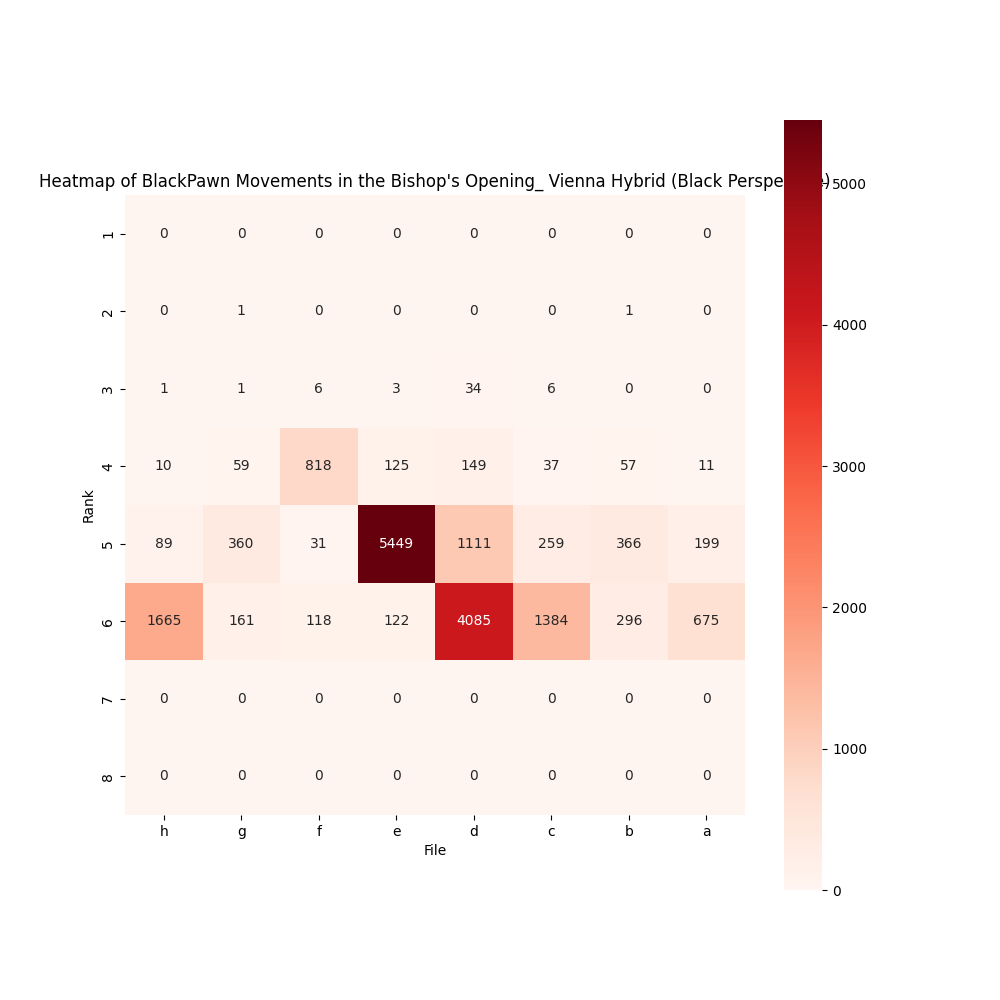 Heatmap of BlackPawn Movements in the Bishop's Opening_ Vienna Hybrid (Black Perspe
5000
1 0 0 0 0 0 0 0 0
2 0 1 0 0 0 0 1 0
4000
3 1 1 6 3 34 6 0 0
4 10 59 818 125 149 37 57 11
3000
Rank
5 89 360 31 5449 1111 259 366 199
6 1665 161 118 122 4085 1384 296 675
2000
7 0 0 0 0 0 0 0 0
1000
8 0 0 0 0 0 0 0 0
h g f e d c b a
File
0